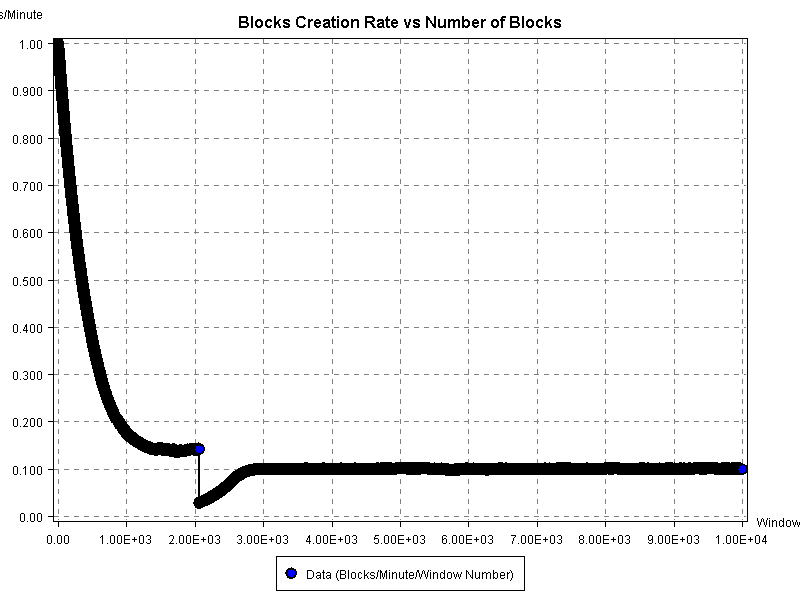 s/Minute
Blocks Creation Rate vs Number of Blocks
1.00
0.900
0.800
0.700
0.600
0.500
0.400
0.300
0.200
0.100
0.00
0.00 1.00E+03 2.00E+03 3.00E+03 4.00E+03 5.00E+03 6.00E+03 7.00E+03 8.00E+03 9.00E+03 1.00E+04
Window
Data (Blocks/Minute/Window Number)